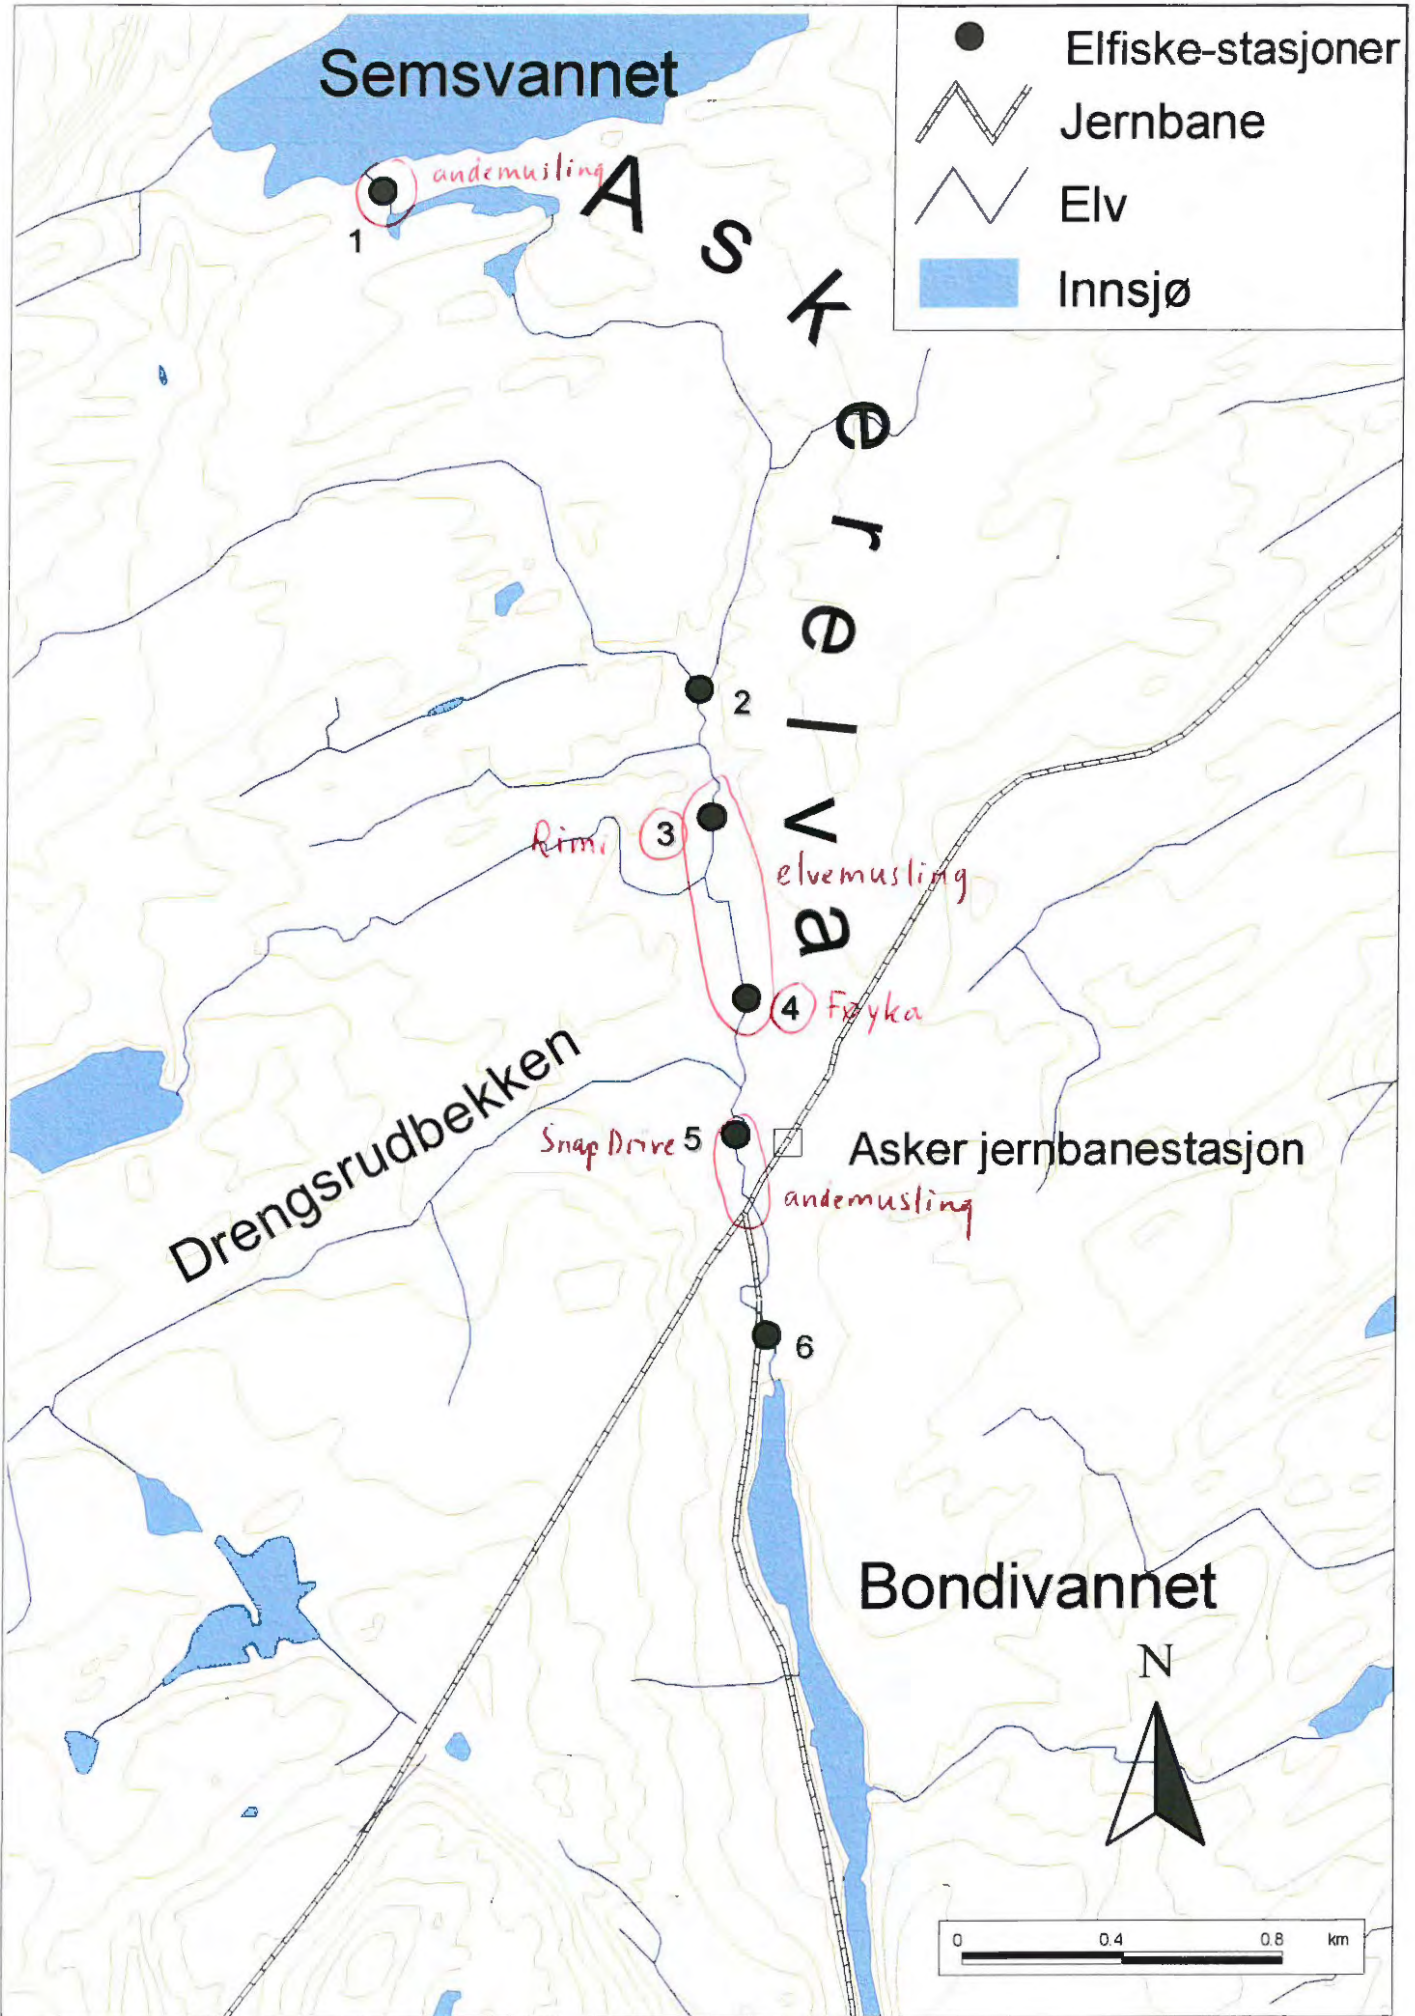 Semsvannet
Elfiske-stasjoner
Jernbane
Elv
Innsjø
andemusling
1
Askerelva
2
Rimi
3
elvemusling
4
Føyka
Drengsrudbekken
Snap Drive
5
Asker jernbanestasjon
andemusling
6
Bondivannet
N
0 0.4 0.8 km